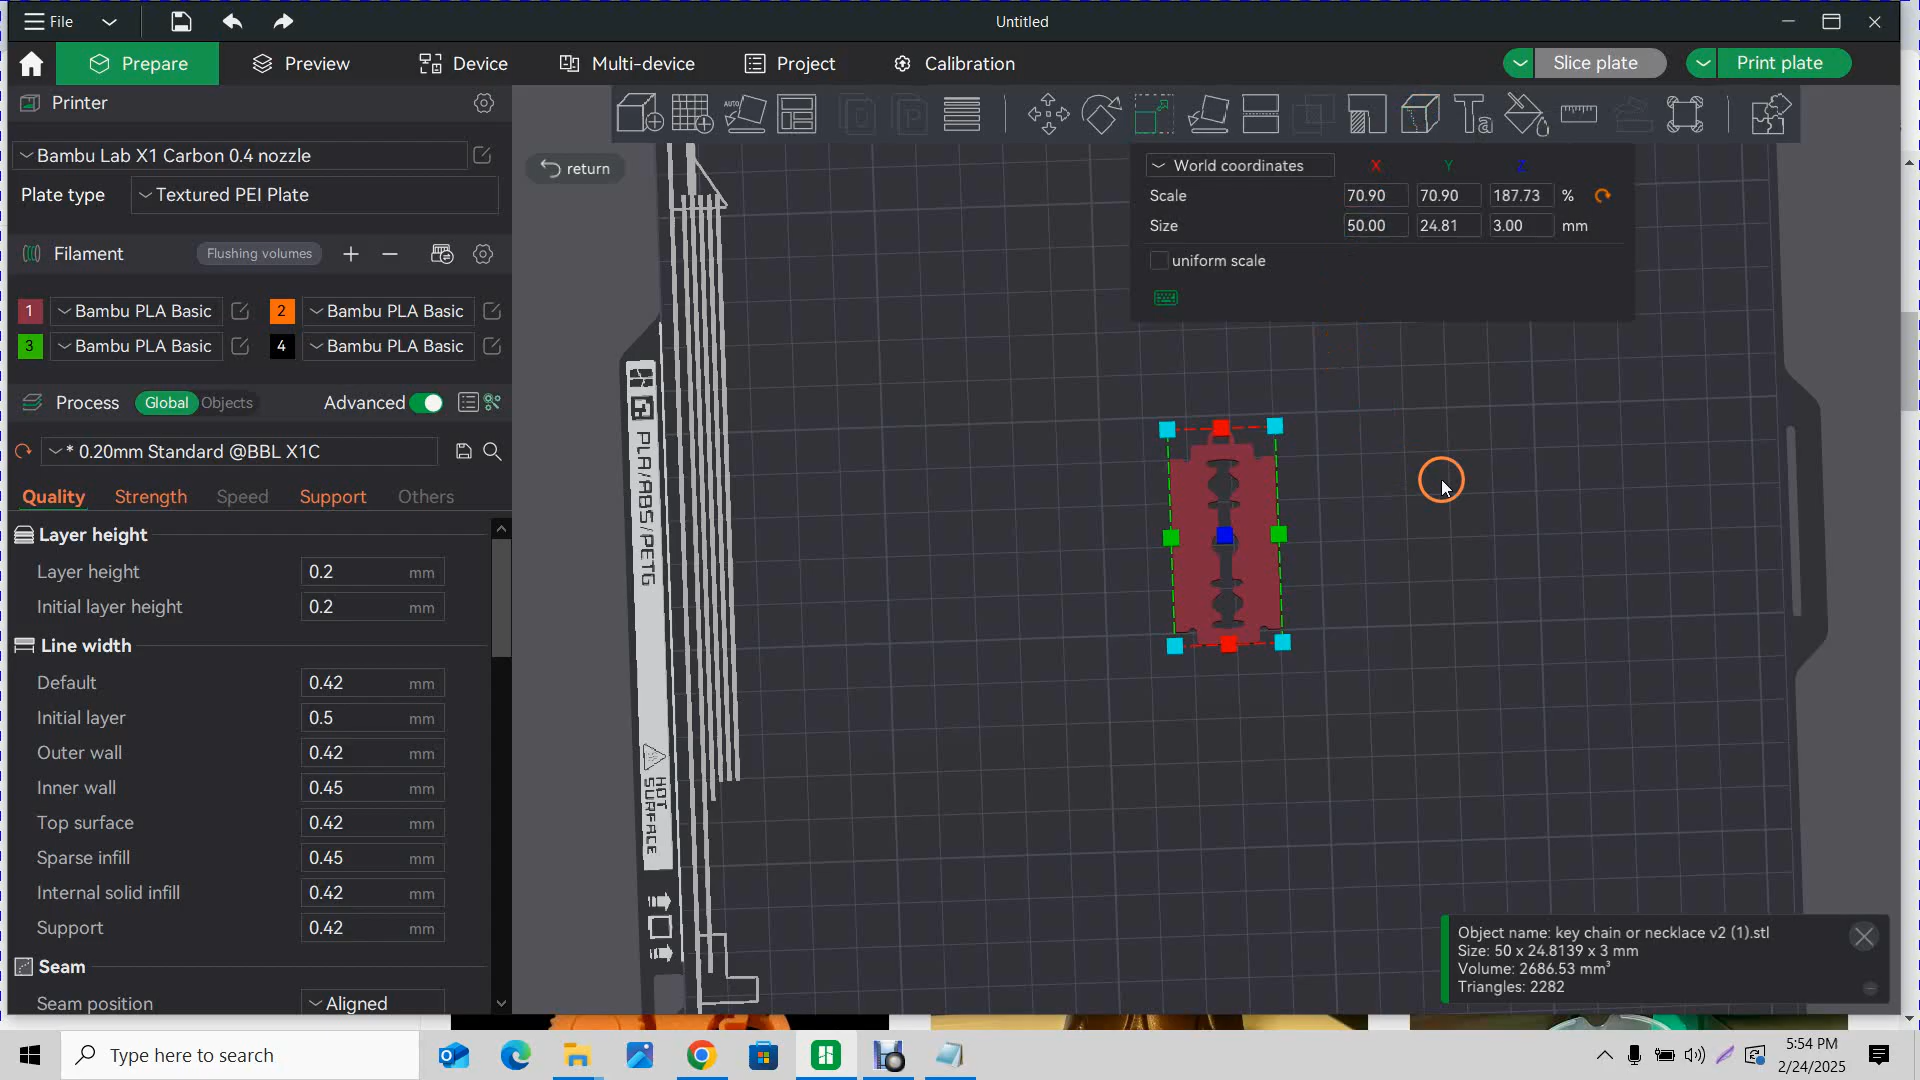 File
Untitled
Prepare
Preview
Device
Multi-device
Project
Calibration
Slice plate
Print plate
Printer
Bambu Lab X1 Carbon 0.4 nozzle
Plate type
Textured PEI Plate
Filament
Flushing volumes
1 Bambu PLA Basic
2 Bambu PLA Basic
3 Bambu PLA Basic
4 Bambu PLA Basic
Process
Global
Objects
Advanced
* 0.20mm Standard @BBL X1C
Quality
Strength
Speed
Support
Others
Layer height
Layer height 0.2 mm
Initial layer height 0.2 mm
Line width
Default 0.42 mm
Initial layer 0.5 mm
Outer wall 0.42 mm
Inner wall 0.45 mm
Top surface 0.42 mm
Sparse infill 0.45 mm
Internal solid infill 0.42 mm
Support 0.42 mm
Seam
Seam position Aligned
AUTO
return
World coordinates X Y Z
Scale 70.90 70.90 187.73 %
Size 50.00 24.81 3.00 mm
uniform scale
PLA/ABS/PETG
HOT
SURFACE
Object name: key chain or necklace v2 (1).stl
Size: 50 x 24.8139 x 3 mm
Volume: 2686.53 mm³
Triangles: 2282
Type here to search
5:54 PM
2/24/2025